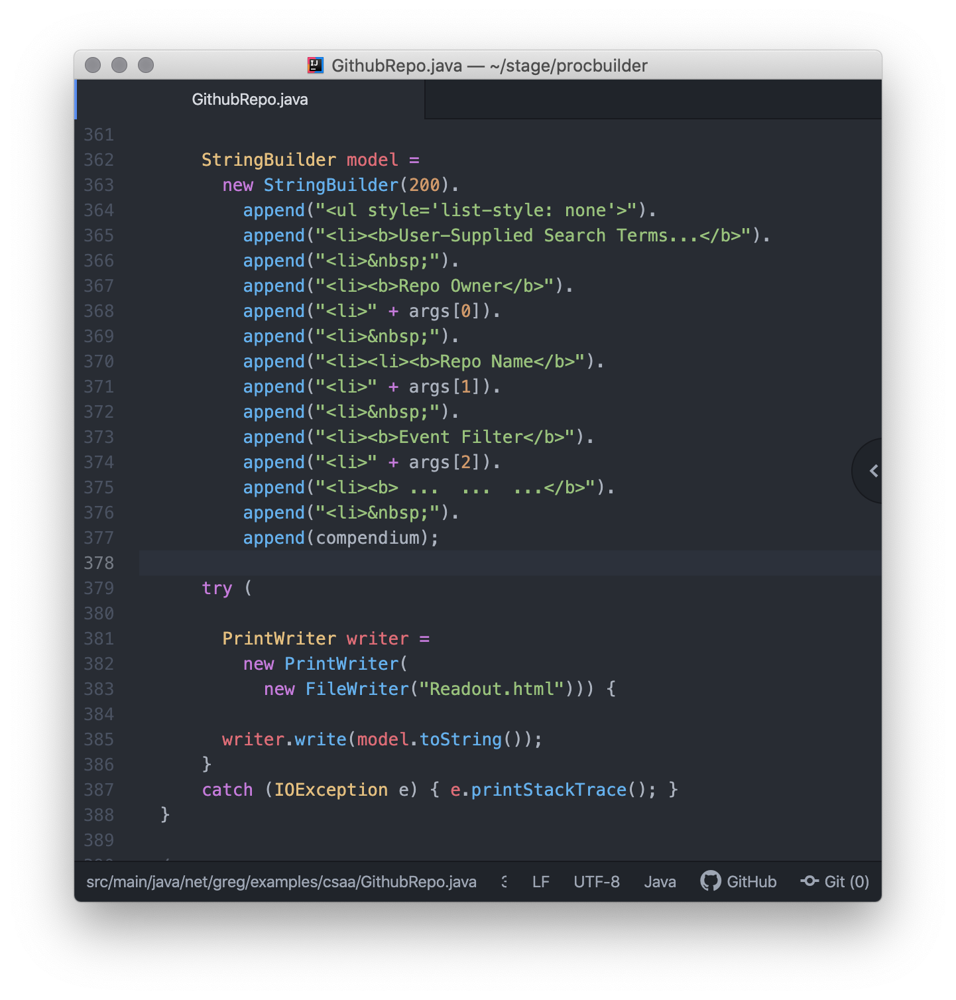 GithubRepo.java — ~/stage/procbuilder
GithubRepo.java
361
362 StringBuilder model =
363 new StringBuilder(200).
364 append("<ul style='list-style: none'>").
365 append("<li><b>User-Supplied Search Terms...</b>").
366 append("<li>&nbsp;").
367 append("<li><b>Repo Owner</b>").
368 append("<li>" + args[0]).
369 append("<li>&nbsp;").
370 append("<li><li><b>Repo Name</b>").
371 append("<li>" + args[1]).
372 append("<li>&nbsp;").
373 append("<li><b>Event Filter</b>").
374 append("<li>" + args[2]).
375 append("<li><b> ...  ...  ...</b>").
376 append("<li>&nbsp;").
377 append(compendium);
378
379 try (
380
381 PrintWriter writer =
382 new PrintWriter(
383 new FileWriter("Readout.html"))) {
384
385 writer.write(model.toString());
386 }
387 catch (IOException e) { e.printStackTrace(); }
388 }
389
src/main/java/net/greg/examples/csaa/GithubRepo.java LF UTF-8 Java GitHub Git (0)